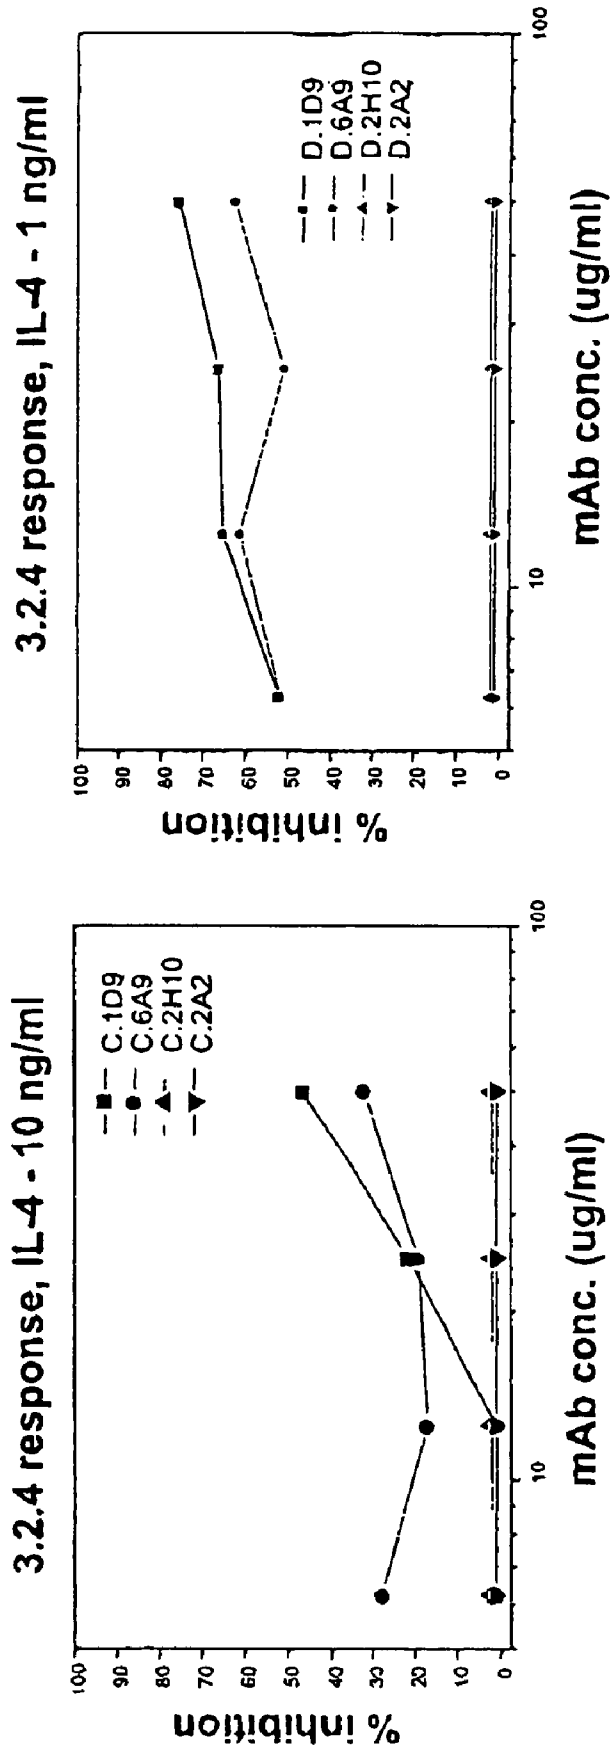 3.2.4 response, IL-4 - 10 ng/ml
% inhibition
100
90
80
70
60
50
40
30
20
10
0
C.1D9
C.6A9
C.2H10
C.2A2
10
100
mAb conc. (ug/ml)
3.2.4 response, IL-4 - 1 ng/ml
% inhibition
100
90
80
70
60
50
40
30
20
10
0
D.1D9
D.6A9
D.2H10
D.2A2
10
100
mAb conc. (ug/ml)